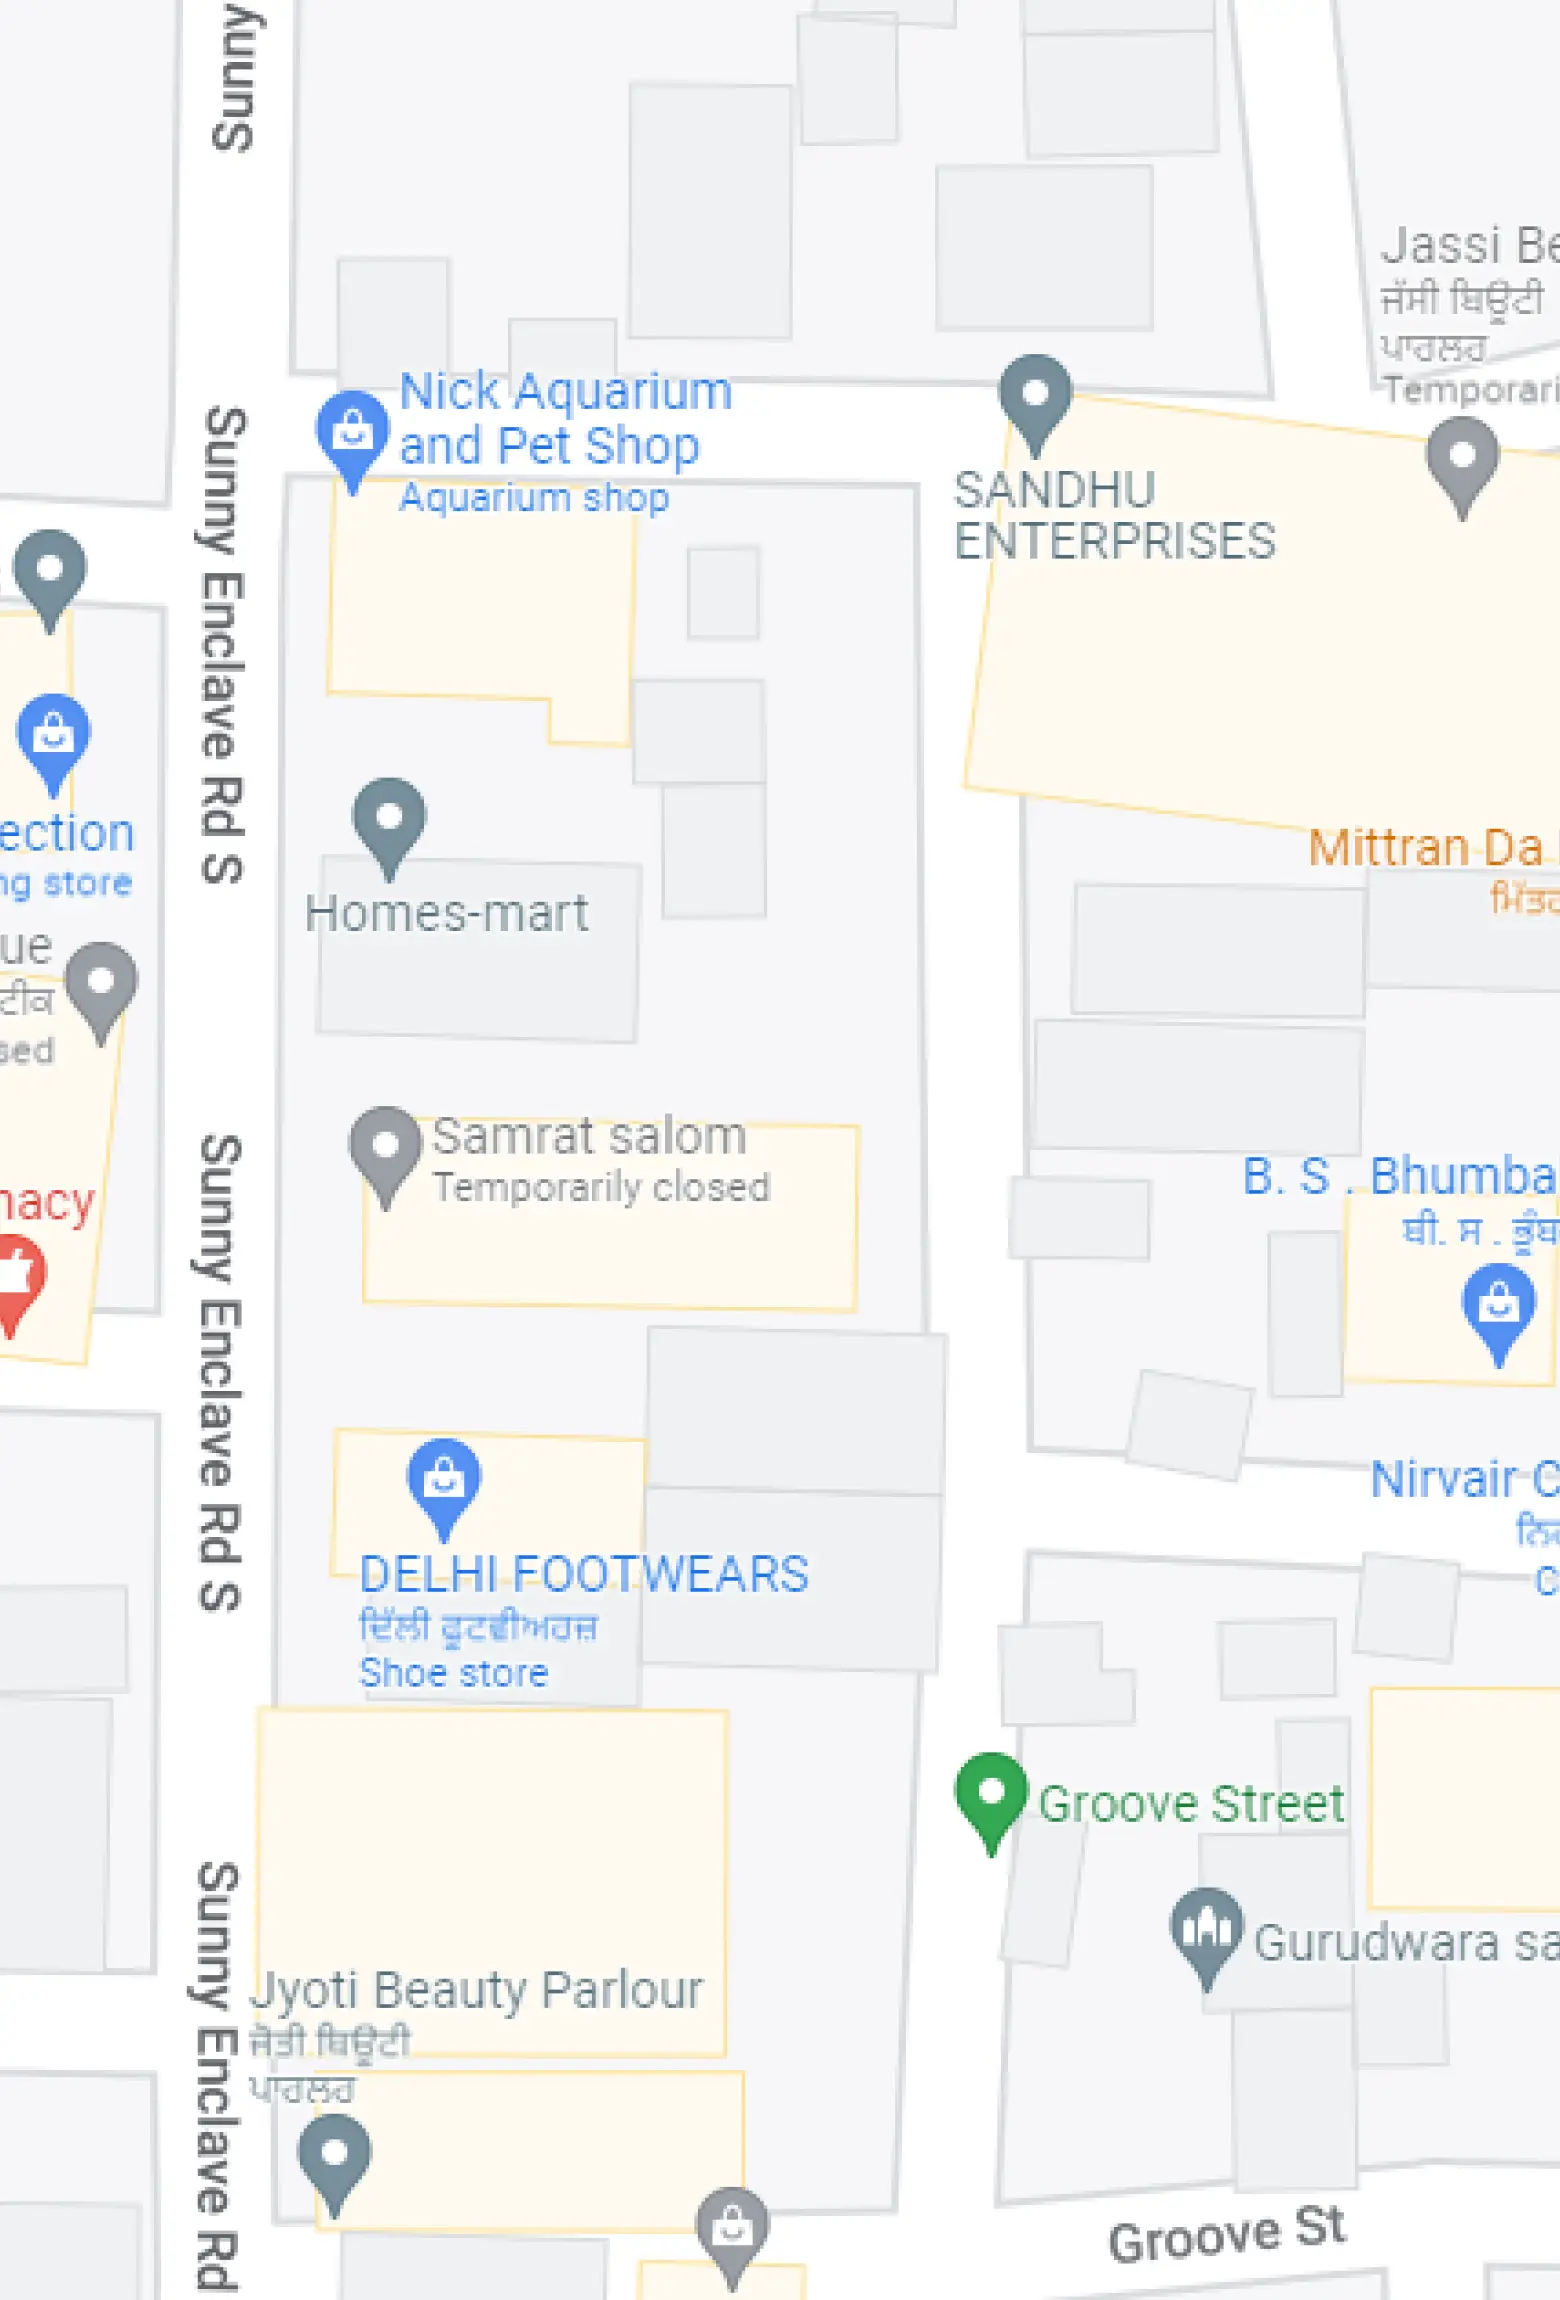 Sunny
Jassi Be
ਜੱਸੀ ਬਿਊਟੀ
ਪਾਰਲਰ
Temporari
Nick Aquarium
and Pet Shop
Aquarium shop
SANDHU
ENTERPRISES
Sunny Enclave Rd S
ection
ng store
Homes-mart
Mittran Da
ue
ਟੀਕ
sed
Samrat salom
Temporarily closed
B. S . Bhumba
ਬੀ. ਸ . ਭੂੰਬ
nacy
Sunny Enclave Rd S
Nirvair C
DELHI FOOTWEARS
ਦਿੱਲੀ ਫੂਟਵੀਅਰਜ਼
Shoe store
Groove Street
Gurudwara sa
Jyoti Beauty Parlour
ਜੋਤੀ ਬਿਊਟੀ
ਪਾਰਲਰ
Sunny Enclave Rd
Groove St